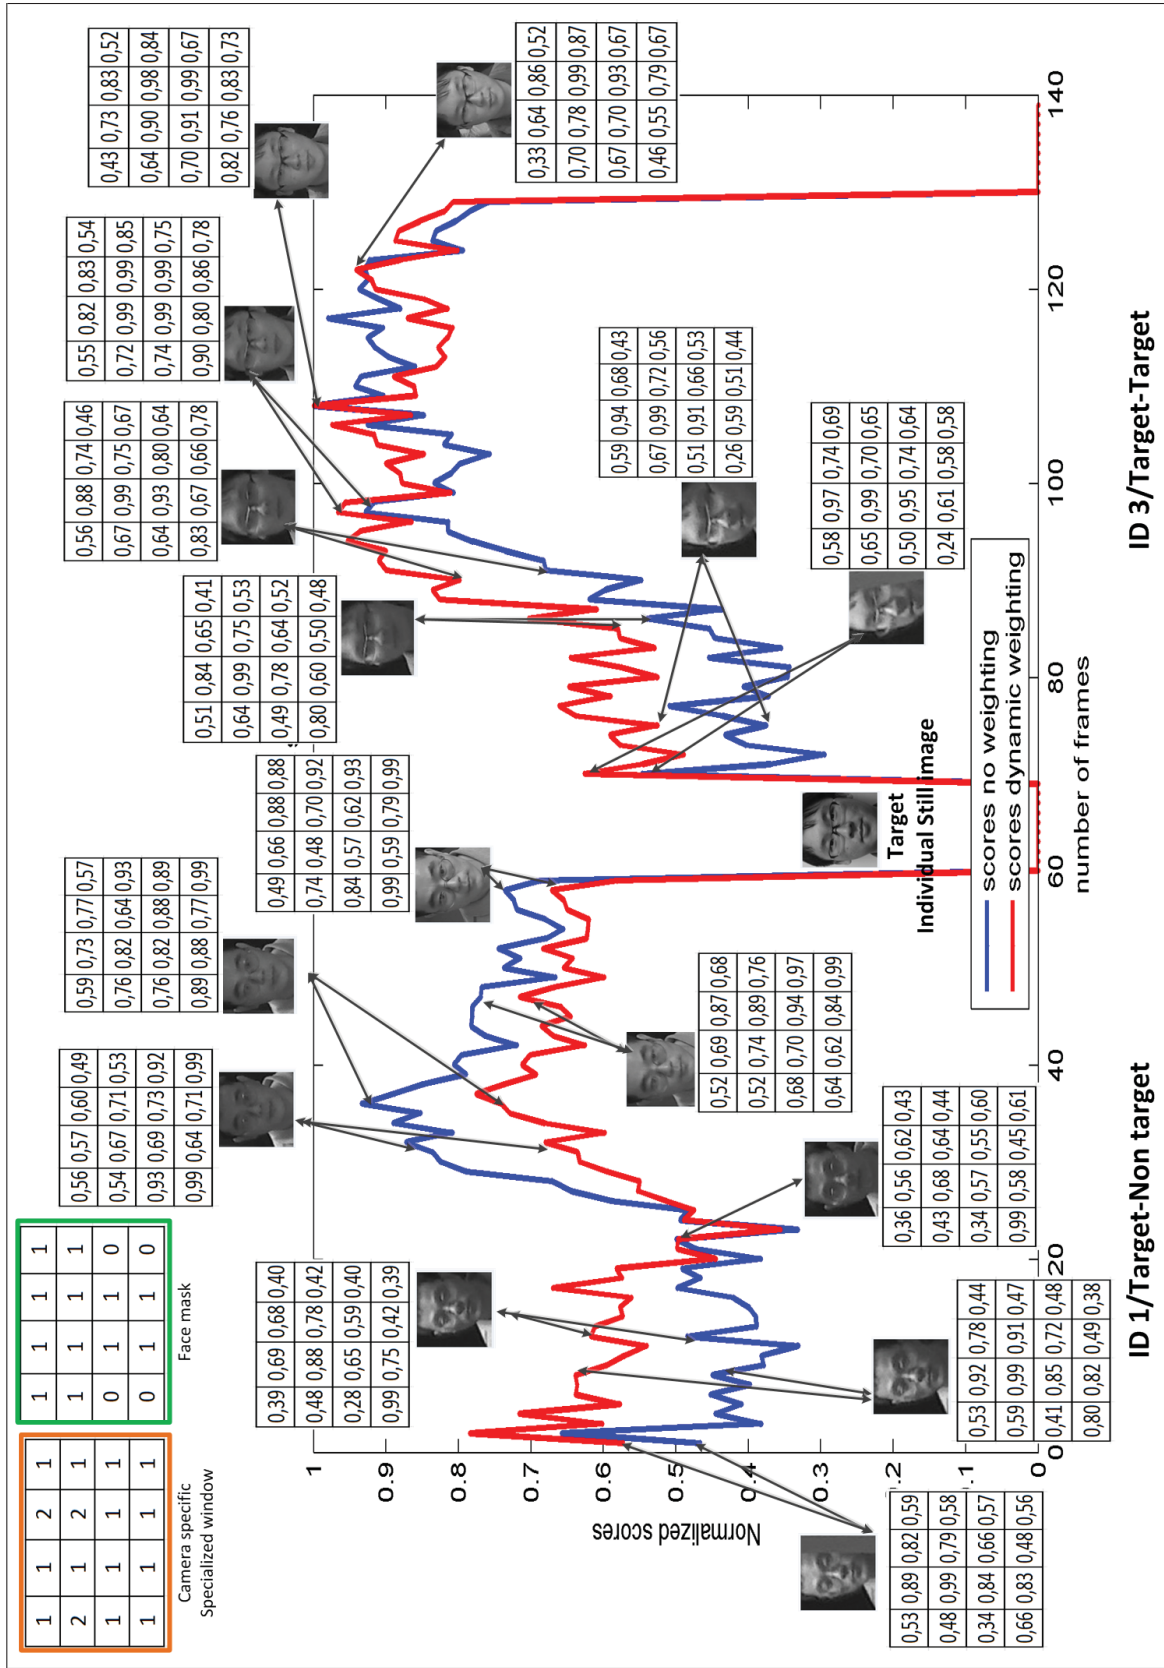 1 1 2 1
2 1 2 1
1 1 1 1
1 1 1 1
Camera specific
Specialized window
1 1 1 1
1 1 1 1
0 1 1 0
0 1 1 0
Face mask
0,56 0,57 0,60 0,49
0,54 0,67 0,71 0,53
0,93 0,69 0,73 0,92
0,99 0,64 0,71 0,99
0,59 0,73 0,77 0,57
0,76 0,82 0,64 0,93
0,76 0,82 0,88 0,89
0,89 0,88 0,77 0,99
0,56 0,88 0,74 0,46
0,67 0,99 0,75 0,67
0,64 0,93 0,80 0,64
0,83 0,67 0,66 0,78
0,55 0,82 0,83 0,54
0,72 0,99 0,99 0,85
0,74 0,99 0,99 0,75
0,90 0,80 0,86 0,78
0,43 0,73 0,83 0,52
0,64 0,90 0,98 0,84
0,70 0,91 0,99 0,67
0,82 0,76 0,83 0,73
0,39 0,69 0,68 0,40
0,48 0,88 0,78 0,42
0,28 0,65 0,59 0,40
0,99 0,75 0,42 0,39
0,49 0,66 0,88 0,88
0,74 0,48 0,70 0,92
0,84 0,57 0,62 0,93
0,99 0,59 0,79 0,99
0,51 0,84 0,65 0,41
0,64 0,99 0,75 0,53
0,49 0,78 0,64 0,52
0,80 0,60 0,50 0,48
0,33 0,64 0,86 0,52
0,70 0,78 0,99 0,87
0,67 0,70 0,93 0,67
0,46 0,55 0,79 0,67
0,59 0,94 0,68 0,43
0,67 0,99 0,72 0,56
0,51 0,91 0,66 0,53
0,26 0,59 0,51 0,44
0,52 0,69 0,87 0,68
0,52 0,74 0,89 0,76
0,68 0,70 0,94 0,97
0,64 0,62 0,84 0,99
0,58 0,97 0,74 0,69
0,65 0,99 0,70 0,65
0,50 0,95 0,74 0,64
0,24 0,61 0,58 0,58
0,36 0,56 0,62 0,43
0,43 0,68 0,64 0,44
0,34 0,57 0,55 0,60
0,99 0,58 0,45 0,61
0,53 0,89 0,82 0,59
0,48 0,99 0,79 0,58
0,34 0,84 0,66 0,57
0,66 0,83 0,48 0,56
0,53 0,92 0,78 0,44
0,59 0,99 0,91 0,47
0,41 0,85 0,72 0,48
0,80 0,82 0,49 0,38
Normalized scores
1
0.9
0.8
0.7
0.6
0.5
0.4
0.3
.2
.1
0
Target
Individual Still image
scores no weighting
scores dynamic weighting
0 20 40 60 80 100 120 140
number of frames
ID 1/Target-Non target
ID 3/Target-Target